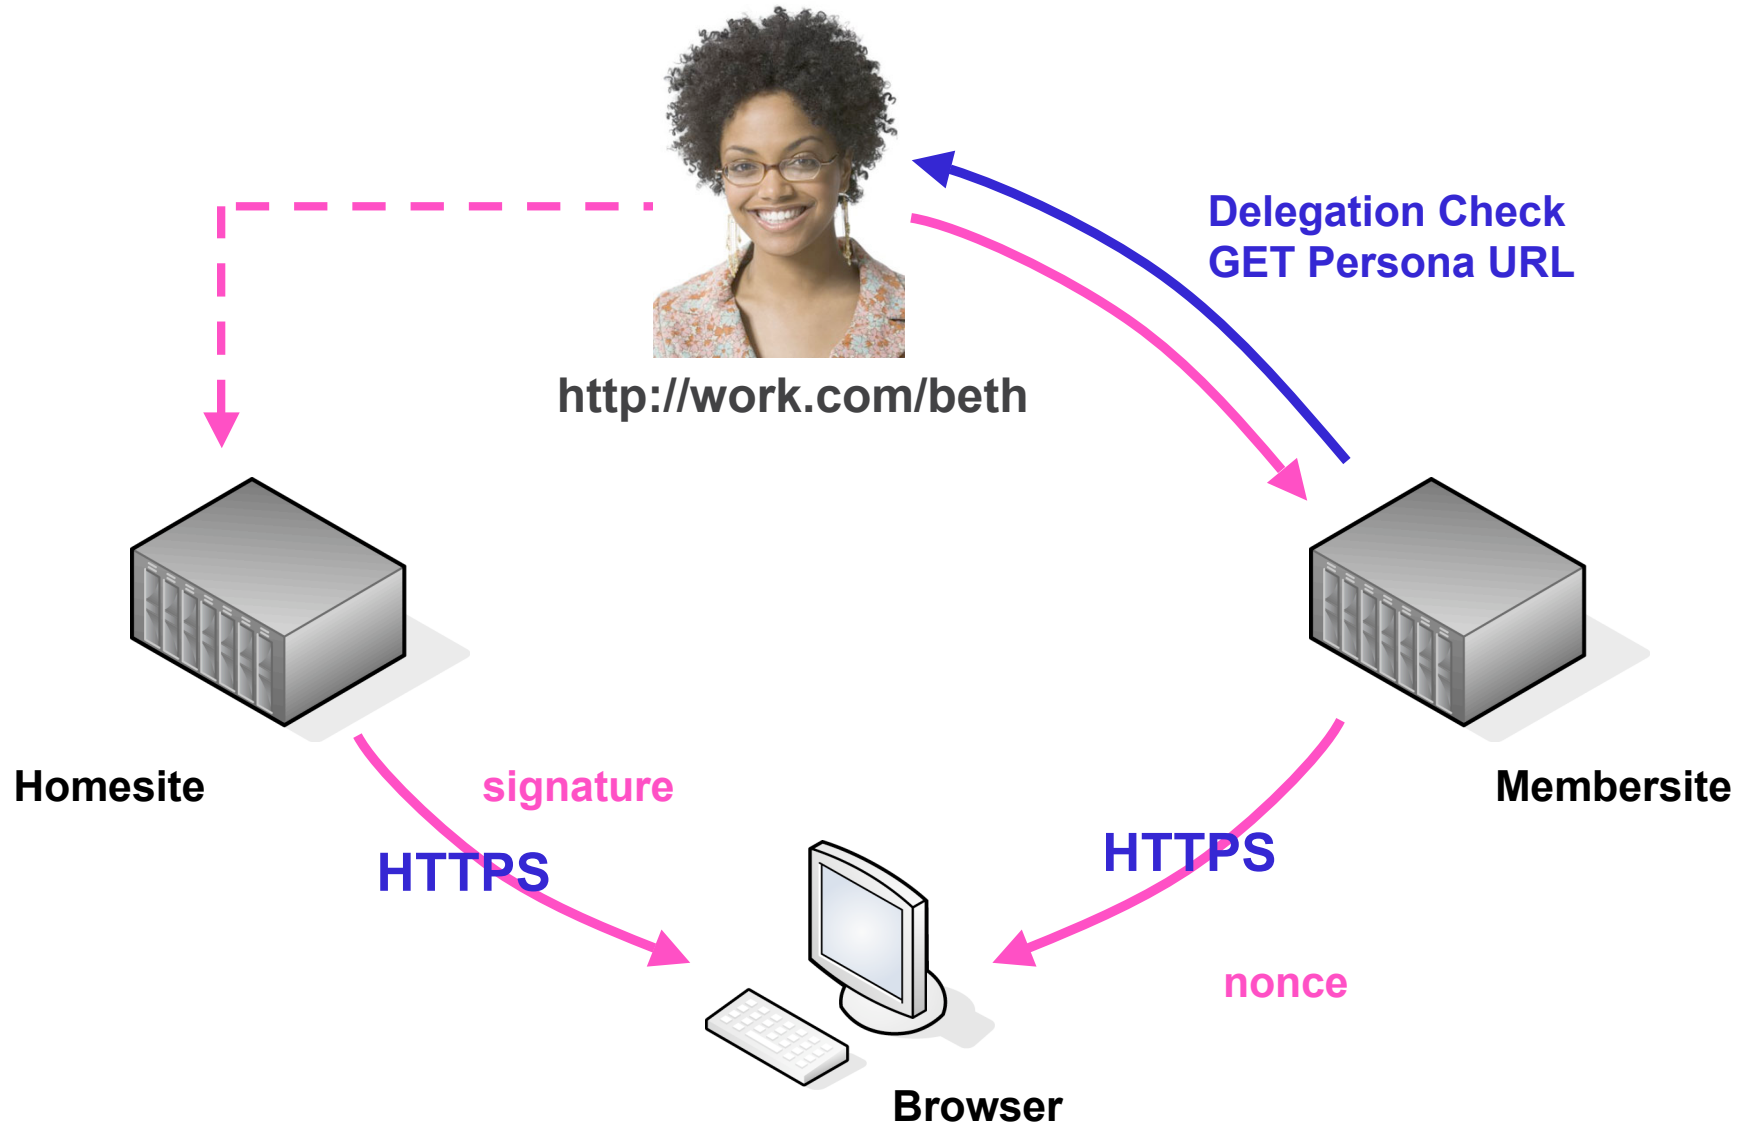 Delegation Check
GET Persona URL
http://work.com/beth
Homesite
signature
Membersite
HTTPS
HTTPS
nonce
Browser